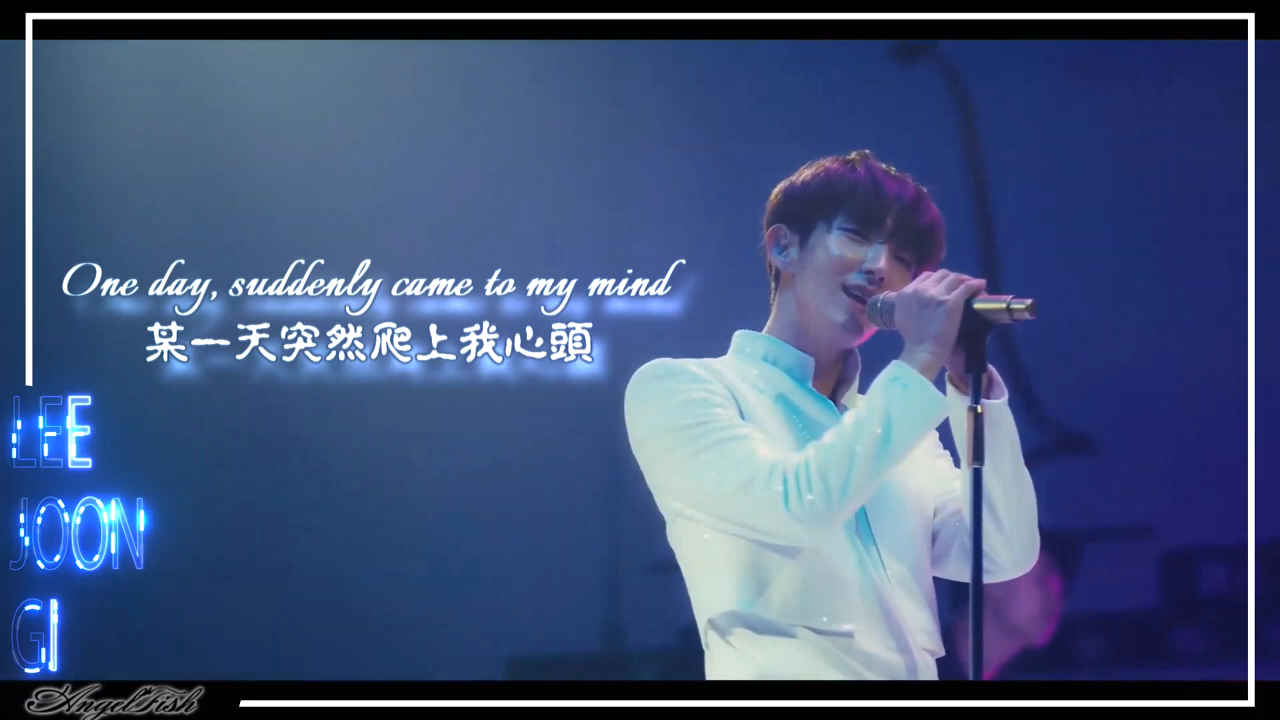 One day, suddenly came to my mind
某一天突然爬上我心頭
LEE
JOON
GI
AngelFish